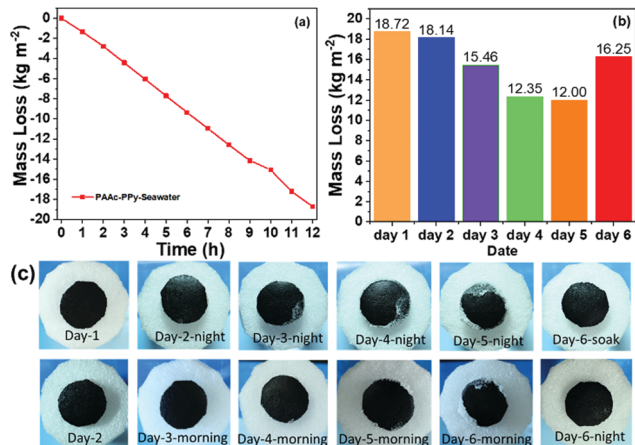 (a)
Mass Loss (kg m-2)
0
-2
-4
-6
-8
-10
-12
-14
-16
-18
-20
PAAc-PPy-Seawater
0 1 2 3 4 5 6 7 8 9 10 11 12
Time (h)
(b)
Mass Loss (kg m-2)
20
18
16
14
12
10
8
6
4
2
0
18.72
18.14
15.46
12.35
12.00
16.25
day 1 day 2 day 3 day 4 day 5 day 6
Date
(c)
Day-1 Day-2-night Day-3-night Day-4-night Day-5-night Day-6-soak
Day-2 Day-3-morning Day-4-morning Day-5-morning Day-6-morning Day-6-night